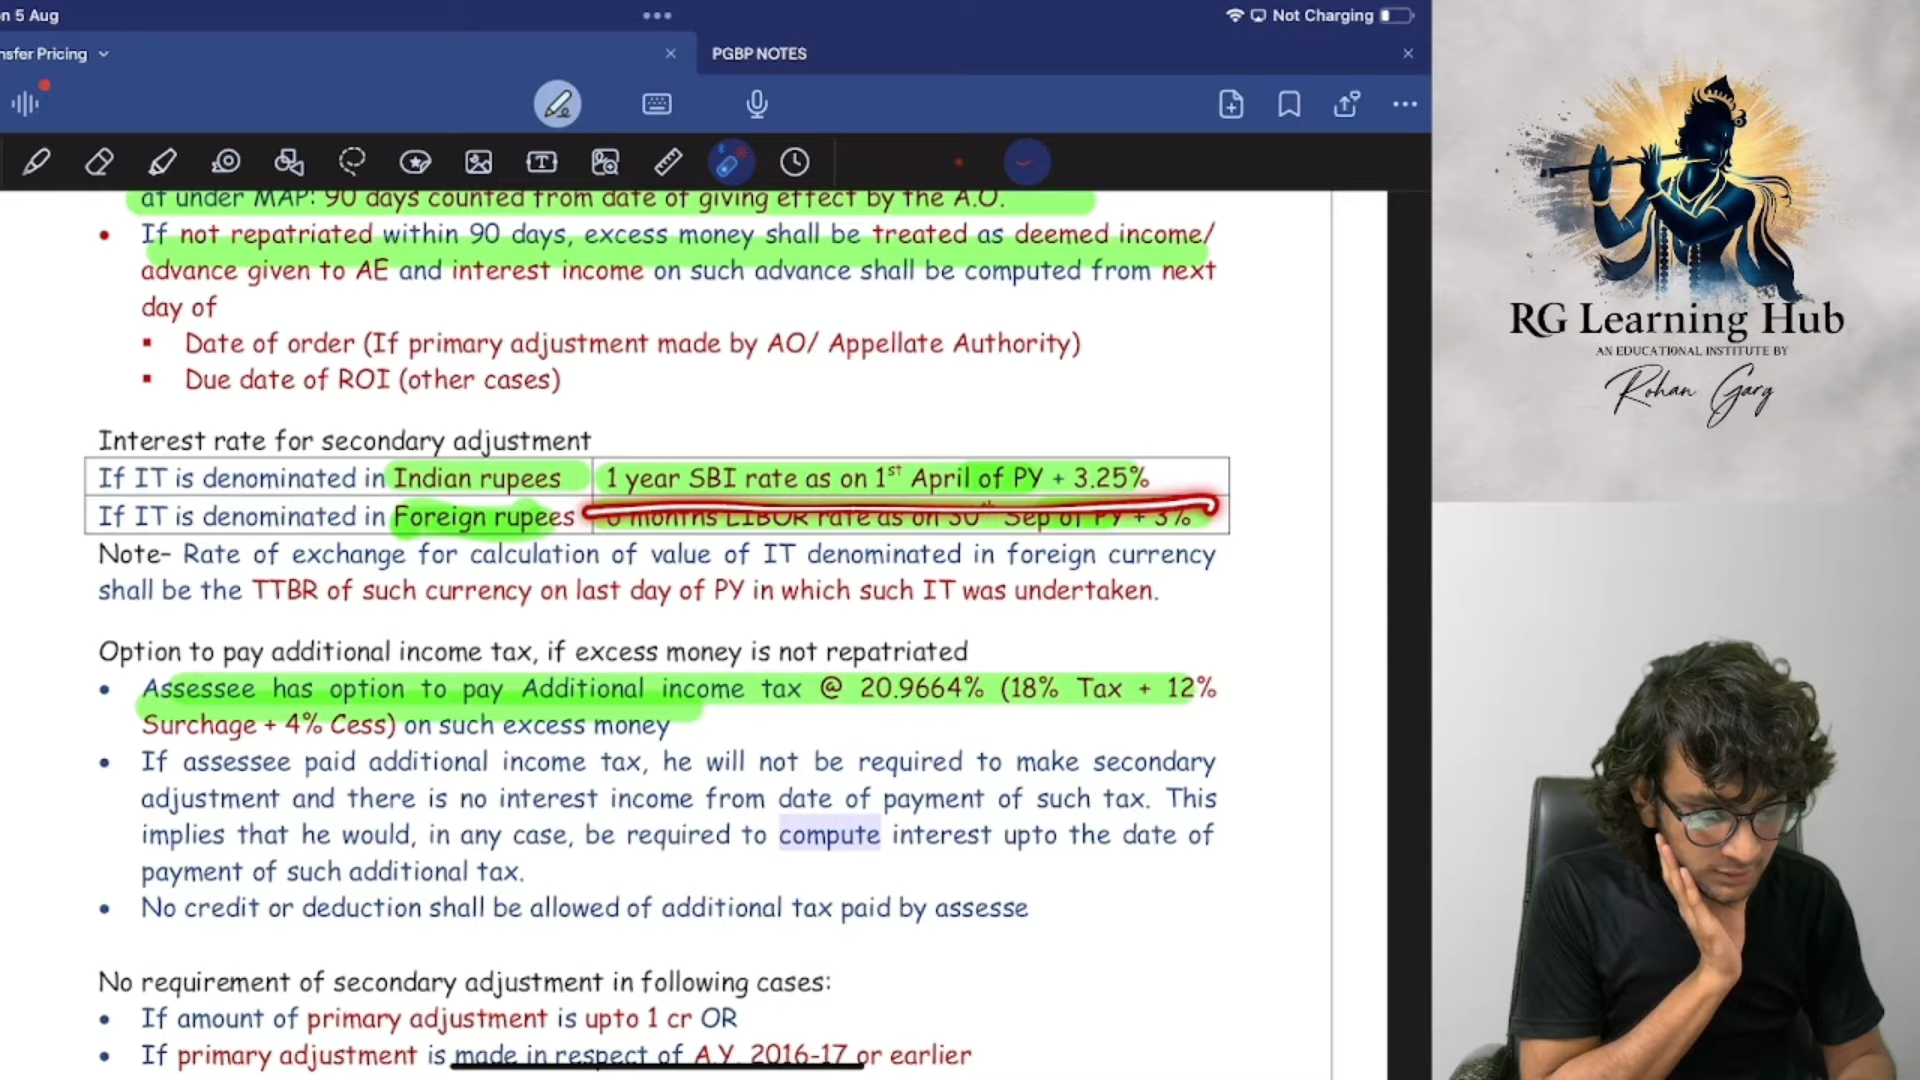 n 5 Aug
Not Charging
nsfer Pricing
PGBP NOTES
at under MAP: 90 days counted from date of giving effect by the A.O.
• If not repatriated within 90 days, excess money shall be treated as deemed income/
advance given to AE and interest income on such advance shall be computed from next
day of
▪ Date of order (If primary adjustment made by AO/ Appellate Authority)
▪ Due date of ROI (other cases)
Interest rate for secondary adjustment
If IT is denominated in Indian rupees 1 year SBI rate as on 1st April of PY + 3.25%
If IT is denominated in Foreign rupees 6 months LIBOR rate as on 30th Sep of PY + 3%
Note- Rate of exchange for calculation of value of IT denominated in foreign currency
shall be the TTBR of such currency on last day of PY in which such IT was undertaken.
Option to pay additional income tax, if excess money is not repatriated
• Assessee has option to pay Additional income tax @ 20.9664% (18% Tax + 12%
Surchage + 4% Cess) on such excess money
• If assessee paid additional income tax, he will not be required to make secondary
adjustment and there is no interest income from date of payment of such tax. This
implies that he would, in any case, be required to compute interest upto the date of
payment of such additional tax.
• No credit or deduction shall be allowed of additional tax paid by assesse
No requirement of secondary adjustment in following cases:
• If amount of primary adjustment is upto 1 cr OR
• If primary adjustment is made in respect of A.Y. 2016-17 or earlier
RG Learning Hub
AN EDUCATIONAL INSTITUTE BY
Rohan Garg